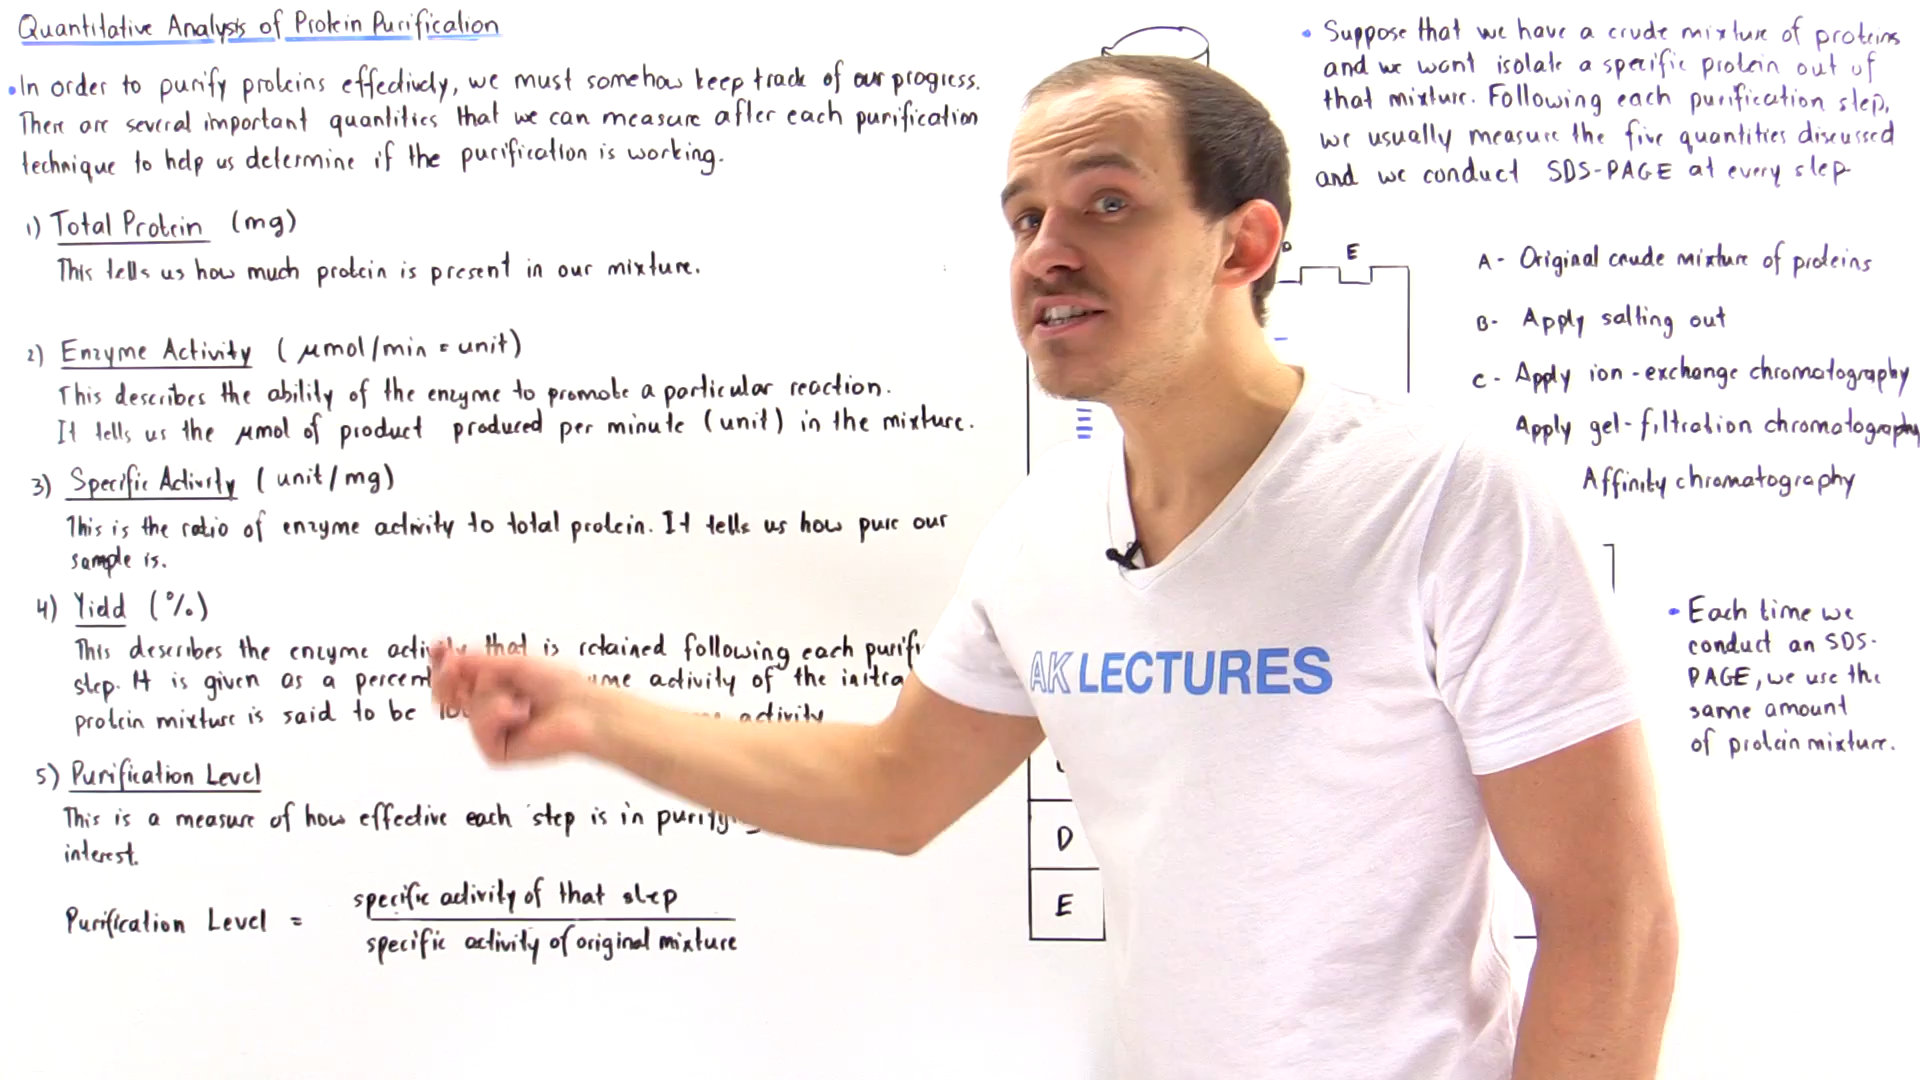 Quantitative Analysis of Protein Purification
• In order to purify proteins effectively, we must somehow keep track of our progress.
There are several important quantities that we can measure after each purification
technique to help us determine if the purification is working.
1) Total Protein (mg)
This tells us how much protein is present in our mixture.
2) Enzyme Activity (μmol/min = unit)
This describes the ability of the enzyme to promote a particular reaction.
It tells us the μmol of product produced per minute (unit) in the mixture.
3) Specific Activity (unit/mg)
This is the ratio of enzyme activity to total protein. It tells us how pure our
sample is.
4) Yield (%)
This describes the enzyme activity that is retained following each
step. It is given as a percent activity of the
protein mixture is said to be activity
5) Purification Level
This is a measure of how effective each step is in
interest.
Purification Level = specific activity of that step
specific activity of original mixture
• Suppose that we have a crude mixture of proteins
and we want isolate a specific protein out of
that mixture. Following each purification step,
we usually measure the five quantities discussed
and we conduct SDS-PAGE at every step
E
A - Original crude mixture of proteins
B - Apply salting out
C - Apply ion-exchange chromatography
Apply gel-filtration chromatography
Affinity chromatography
D
E
• Each time we
conduct an SDS-
PAGE, we use the
same amount
of protein mixture.
AK LECTURES